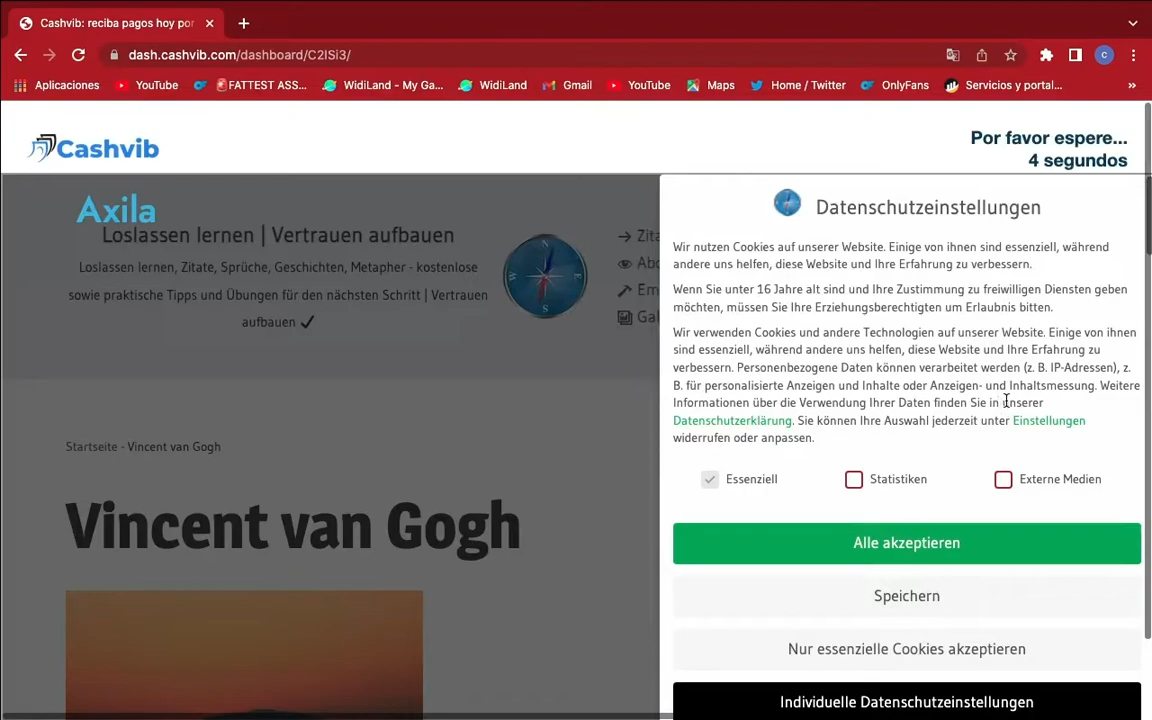 Cashvib: reciba pagos hoy por
dash.cashvib.com/dashboard/C2ISi3/
Aplicaciones YouTube FATTEST ASS... WidiLand - My Ga... WidiLand Gmail YouTube Maps Home / Twitter OnlyFans Servicios y portal... »
Cashvib
Por favor espere...
4 segundos
Axila
Loslassen lernen | Vertrauen aufbauen
Loslassen lernen, Zitate, Sprüche, Geschichten, Metapher - kostenlose
sowie praktische Tipps und Übungen für den nächsten Schritt | Vertrauen
aufbauen ✓
N
W
E
S
→ Zita
Abo
Em
Gal
Startseite - Vincent van Gogh
Vincent van Gogh
Datenschutzeinstellungen
Wir nutzen Cookies auf unserer Website. Einige von ihnen sind essenziell, während
andere uns helfen, diese Website und Ihre Erfahrung zu verbessern.
Wenn Sie unter 16 Jahre alt sind und Ihre Zustimmung zu freiwilligen Diensten geben
möchten, müssen Sie Ihre Erziehungsberechtigten um Erlaubnis bitten.
Wir verwenden Cookies und andere Technologien auf unserer Website. Einige von ihnen
sind essenziell, während andere uns helfen, diese Website und Ihre Erfahrung zu
verbessern. Personenbezogene Daten können verarbeitet werden (z. B. IP-Adressen), z.
B. für personalisierte Anzeigen und Inhalte oder Anzeigen- und Inhaltsmessung. Weitere
Informationen über die Verwendung Ihrer Daten finden Sie in unserer
Datenschutzerklärung. Sie können Ihre Auswahl jederzeit unter Einstellungen
widerrufen oder anpassen.
Essenziell Statistiken Externe Medien
Alle akzeptieren
Speichern
Nur essenzielle Cookies akzeptieren
Individuelle Datenschutzeinstellungen